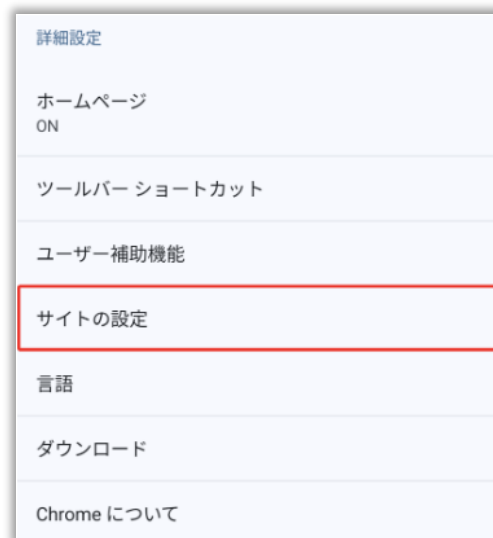 詳細設定
ホームページ
ON
ツールバー ショートカット
ユーザー補助機能
サイトの設定
言語
ダウンロード
Chrome について